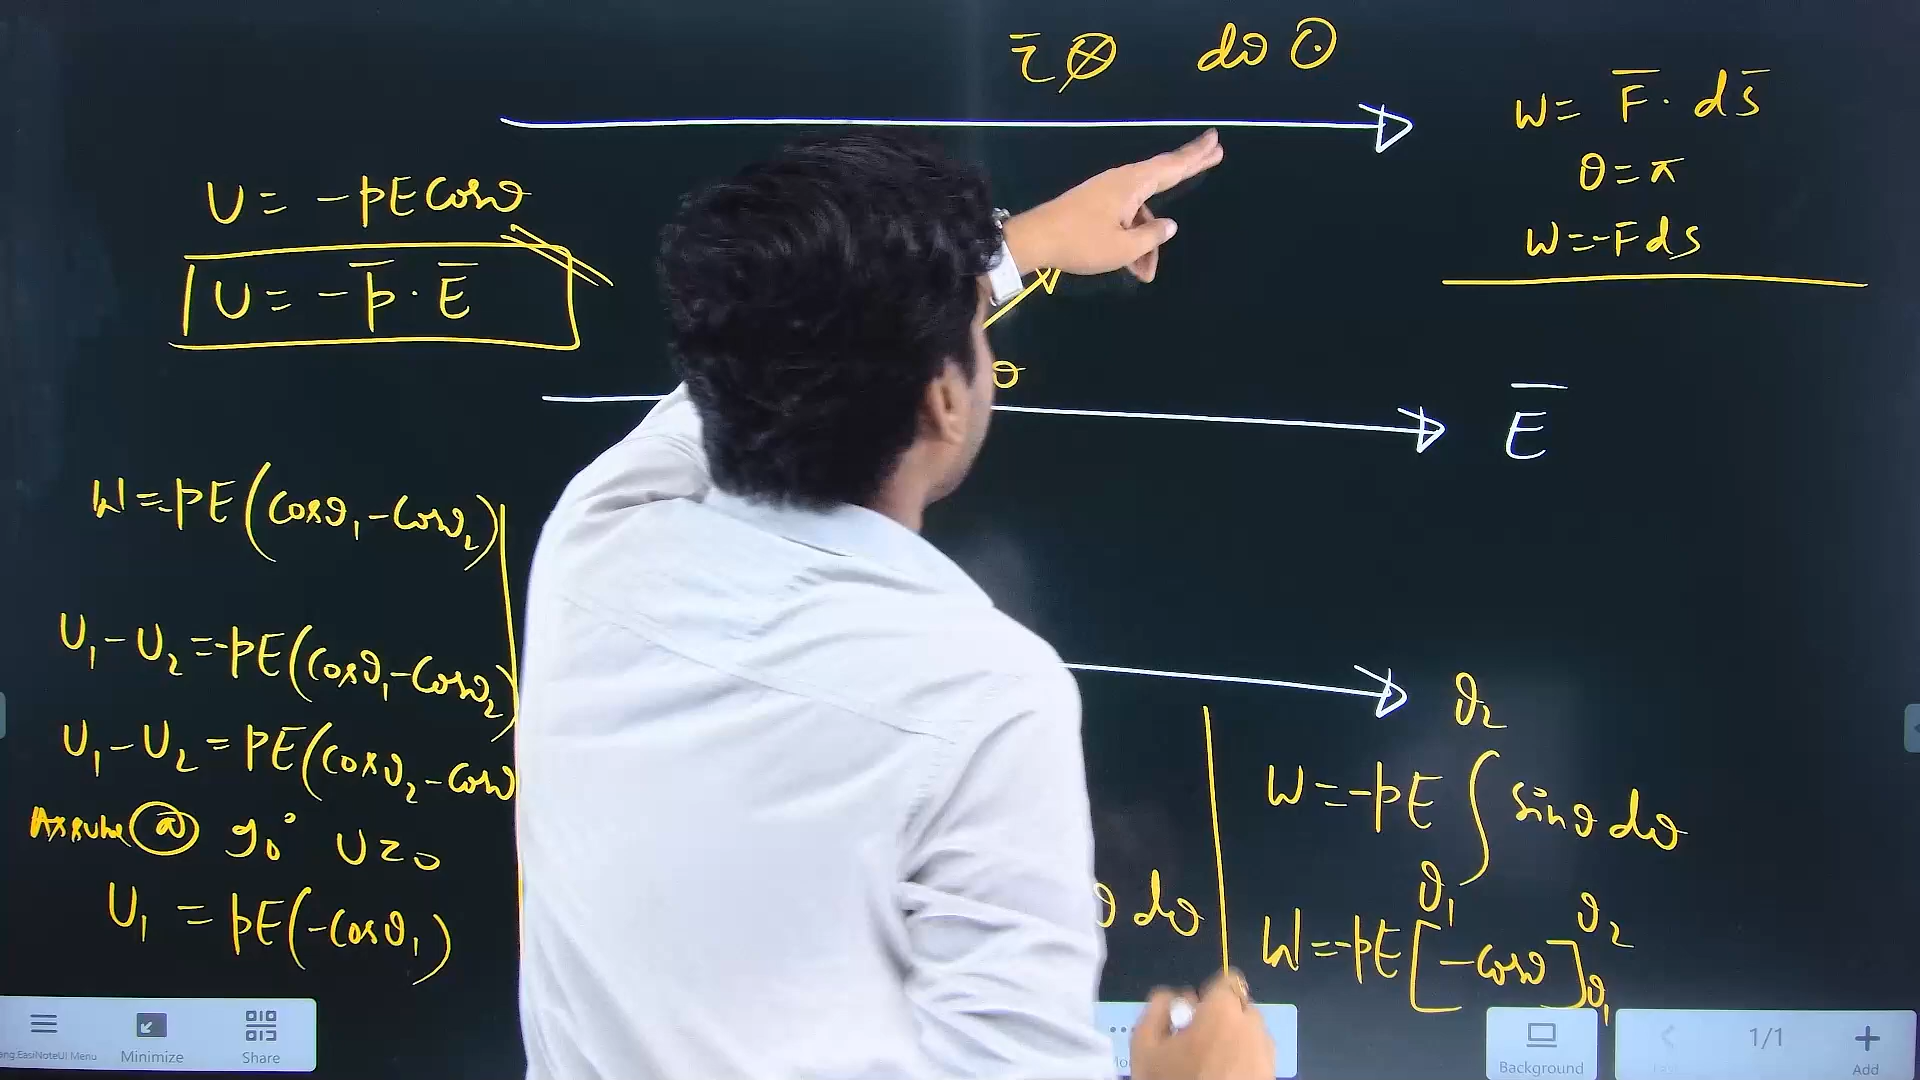 τ̄ ⊗ dθ ⊙
W = F̄ · ds̄
θ = π
W = -Fds
U = -pE Cosθ
U = -p̄ · Ē
θ
Ē
W = -pE (Cosθ₁ - Cosθ₂)
U₁ - U₂ = -pE (Cosθ₁ - Cosθ₂)
U₁ - U₂ = pE (Cosθ₂ - Cosθ
Assume @ 90° U = 0
U₁ = pE (-Cosθ₁)
θ dθ
W = -pE ∫θ₁^θ₂ sinθ dθ
W = -pE [-Cosθ]θ₁^θ₂
Menu
Minimize
Share
Background
1/1
Add